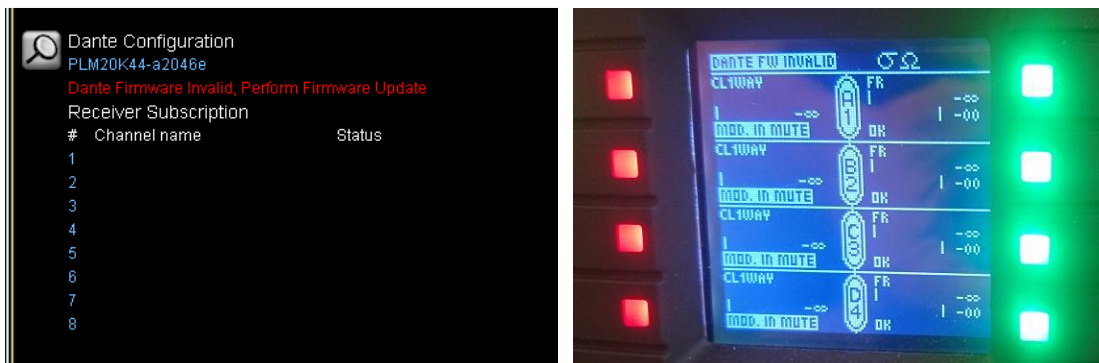 Dante Configuration
PLM20K44-a2046e
Dante Firmware Invalid, Perform Firmware Update
Receiver Subscription
# Channel name Status
1
2
3
4
5
6
7
8
DANTE FW INVALID σΩ
CL1WAY A 1 FR
-∞ -∞
-00
MOD. IN MUTE OK
CL1WAY B 2 FR
-∞ -∞
-00
MOD. IN MUTE OK
CL1WAY C 3 FR
-∞ -∞
-00
MOD. IN MUTE OK
CL1WAY D 4 FR
-∞ -∞
-00
MOD. IN MUTE OK